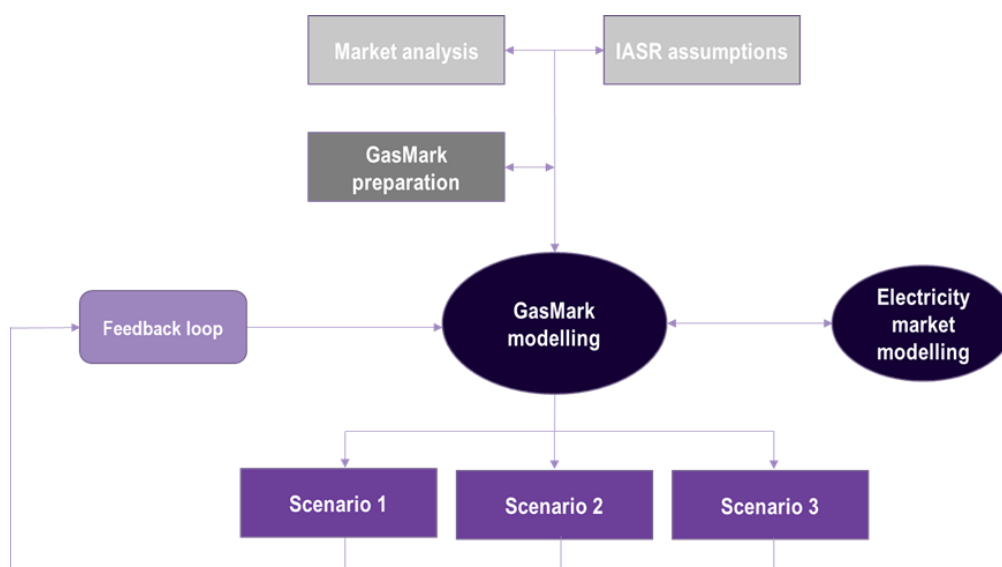 Market analysis
IASR assumptions
GasMark
preparation
GasMark
modelling
Electricity
market
modelling
Feedback loop
Scenario 1
Scenario 2
Scenario 3